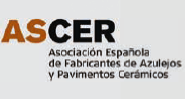 ASCER
Asociación Española
de Fabricantes de Azulejos
y Pavimentos Cerámicos